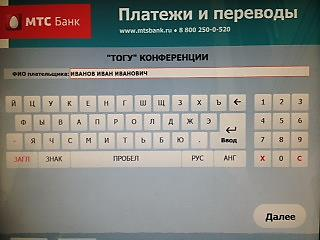 МТС Банк
Платежи и переводы
www.mtsbank.ru • 8 800 250-0-520
"ТОГУ" КОНФЕРЕНЦИИ
ФИО плательщика: ИВАНОВ ИВАН ИВАНОВИЧ
Й Ц У К Е Н Г Ш Щ З Х Ъ ← 1 2 3
Ф Ы В А П Р О Л Д Ж Э 4 5 6
- Я Ч С М И Т Ь Б Ю . Ввод 7 8 9
ЗАГЛ ЗНАК ПРОБЕЛ РУС АНГ X 0 C
Далее